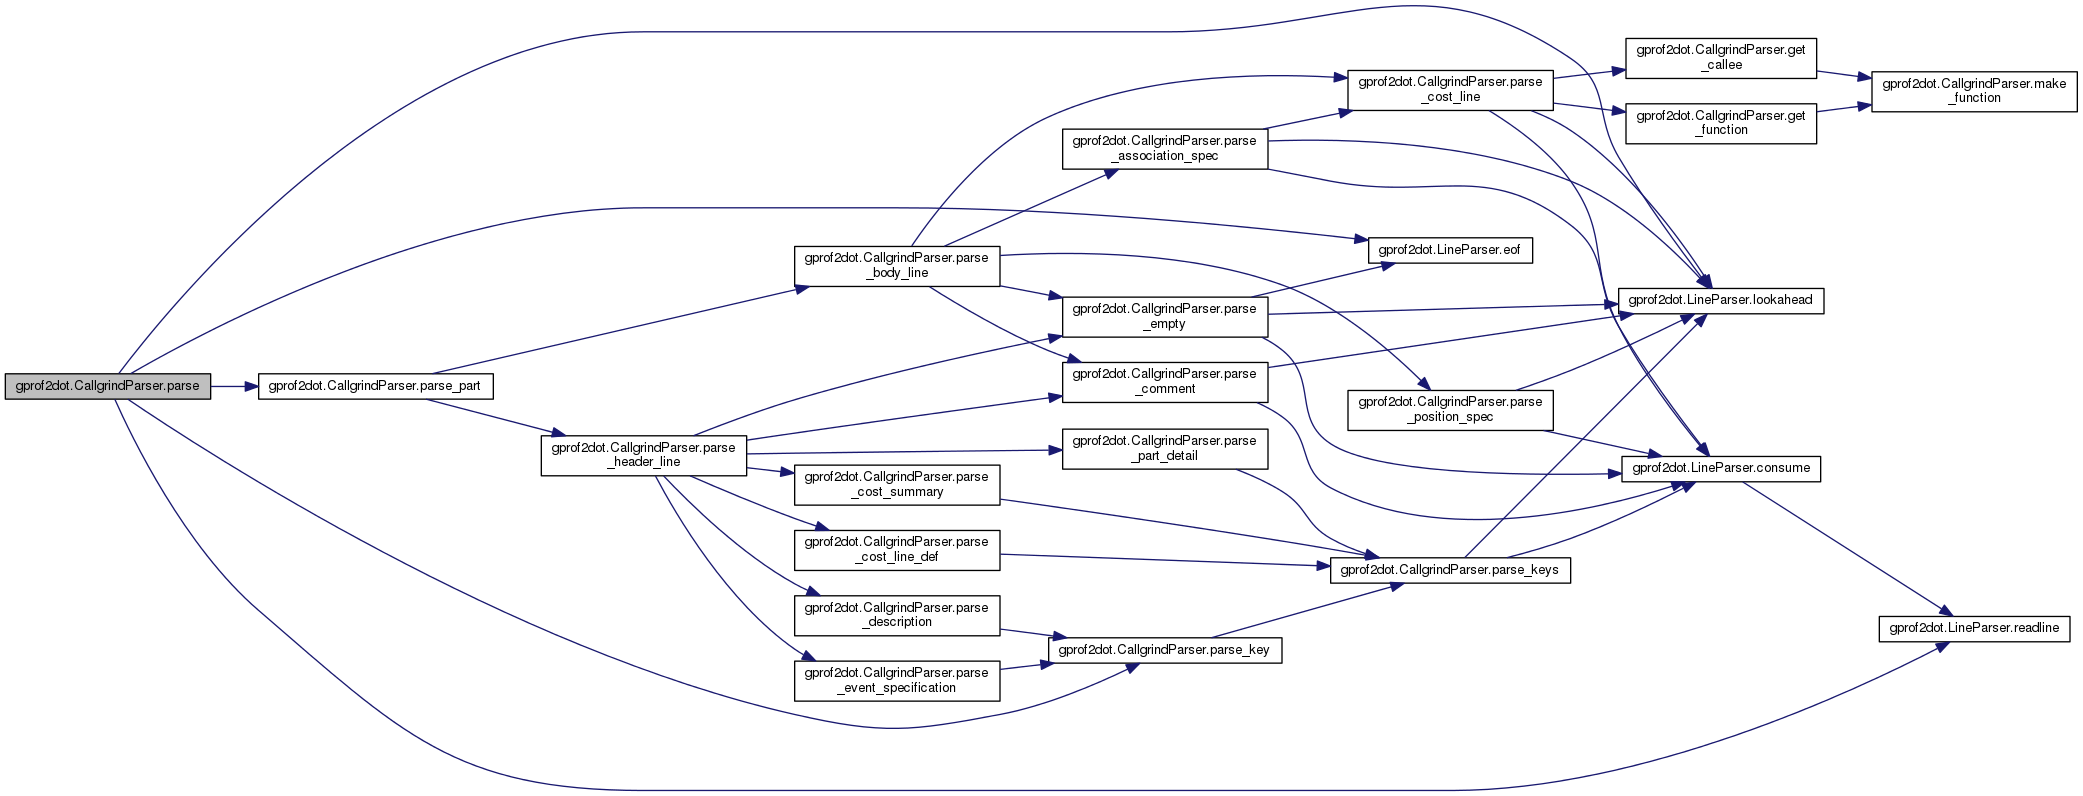 gprof2dot.CallgrindParser.parse
gprof2dot.CallgrindParser.parse_part
gprof2dot.CallgrindParser.parse
_header_line
gprof2dot.CallgrindParser.parse
_body_line
gprof2dot.CallgrindParser.parse
_cost_summary
gprof2dot.CallgrindParser.parse
_cost_line_def
gprof2dot.CallgrindParser.parse
_description
gprof2dot.CallgrindParser.parse
_event_specification
gprof2dot.CallgrindParser.parse
_association_spec
gprof2dot.CallgrindParser.parse
_empty
gprof2dot.CallgrindParser.parse
_comment
gprof2dot.CallgrindParser.parse
_part_detail
gprof2dot.CallgrindParser.parse_key
gprof2dot.CallgrindParser.parse
_cost_line
gprof2dot.LineParser.eof
gprof2dot.CallgrindParser.parse
_position_spec
gprof2dot.CallgrindParser.parse_keys
gprof2dot.CallgrindParser.get
_callee
gprof2dot.CallgrindParser.get
_function
gprof2dot.LineParser.lookahead
gprof2dot.LineParser.consume
gprof2dot.CallgrindParser.make
_function
gprof2dot.LineParser.readline